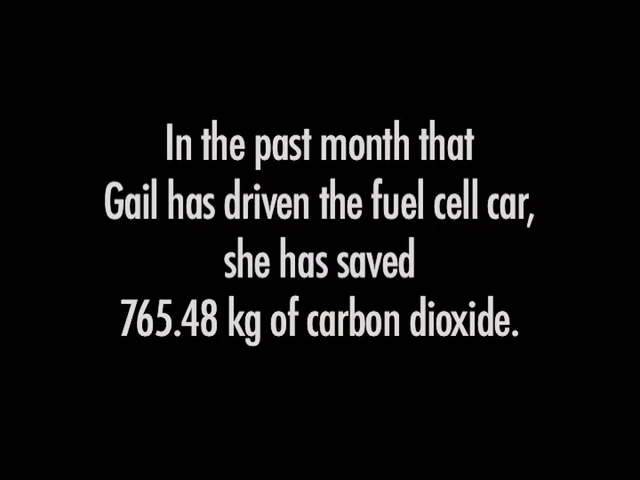 In the past month that
Gail has driven the fuel cell car,
she has saved
765.48 kg of carbon dioxide.